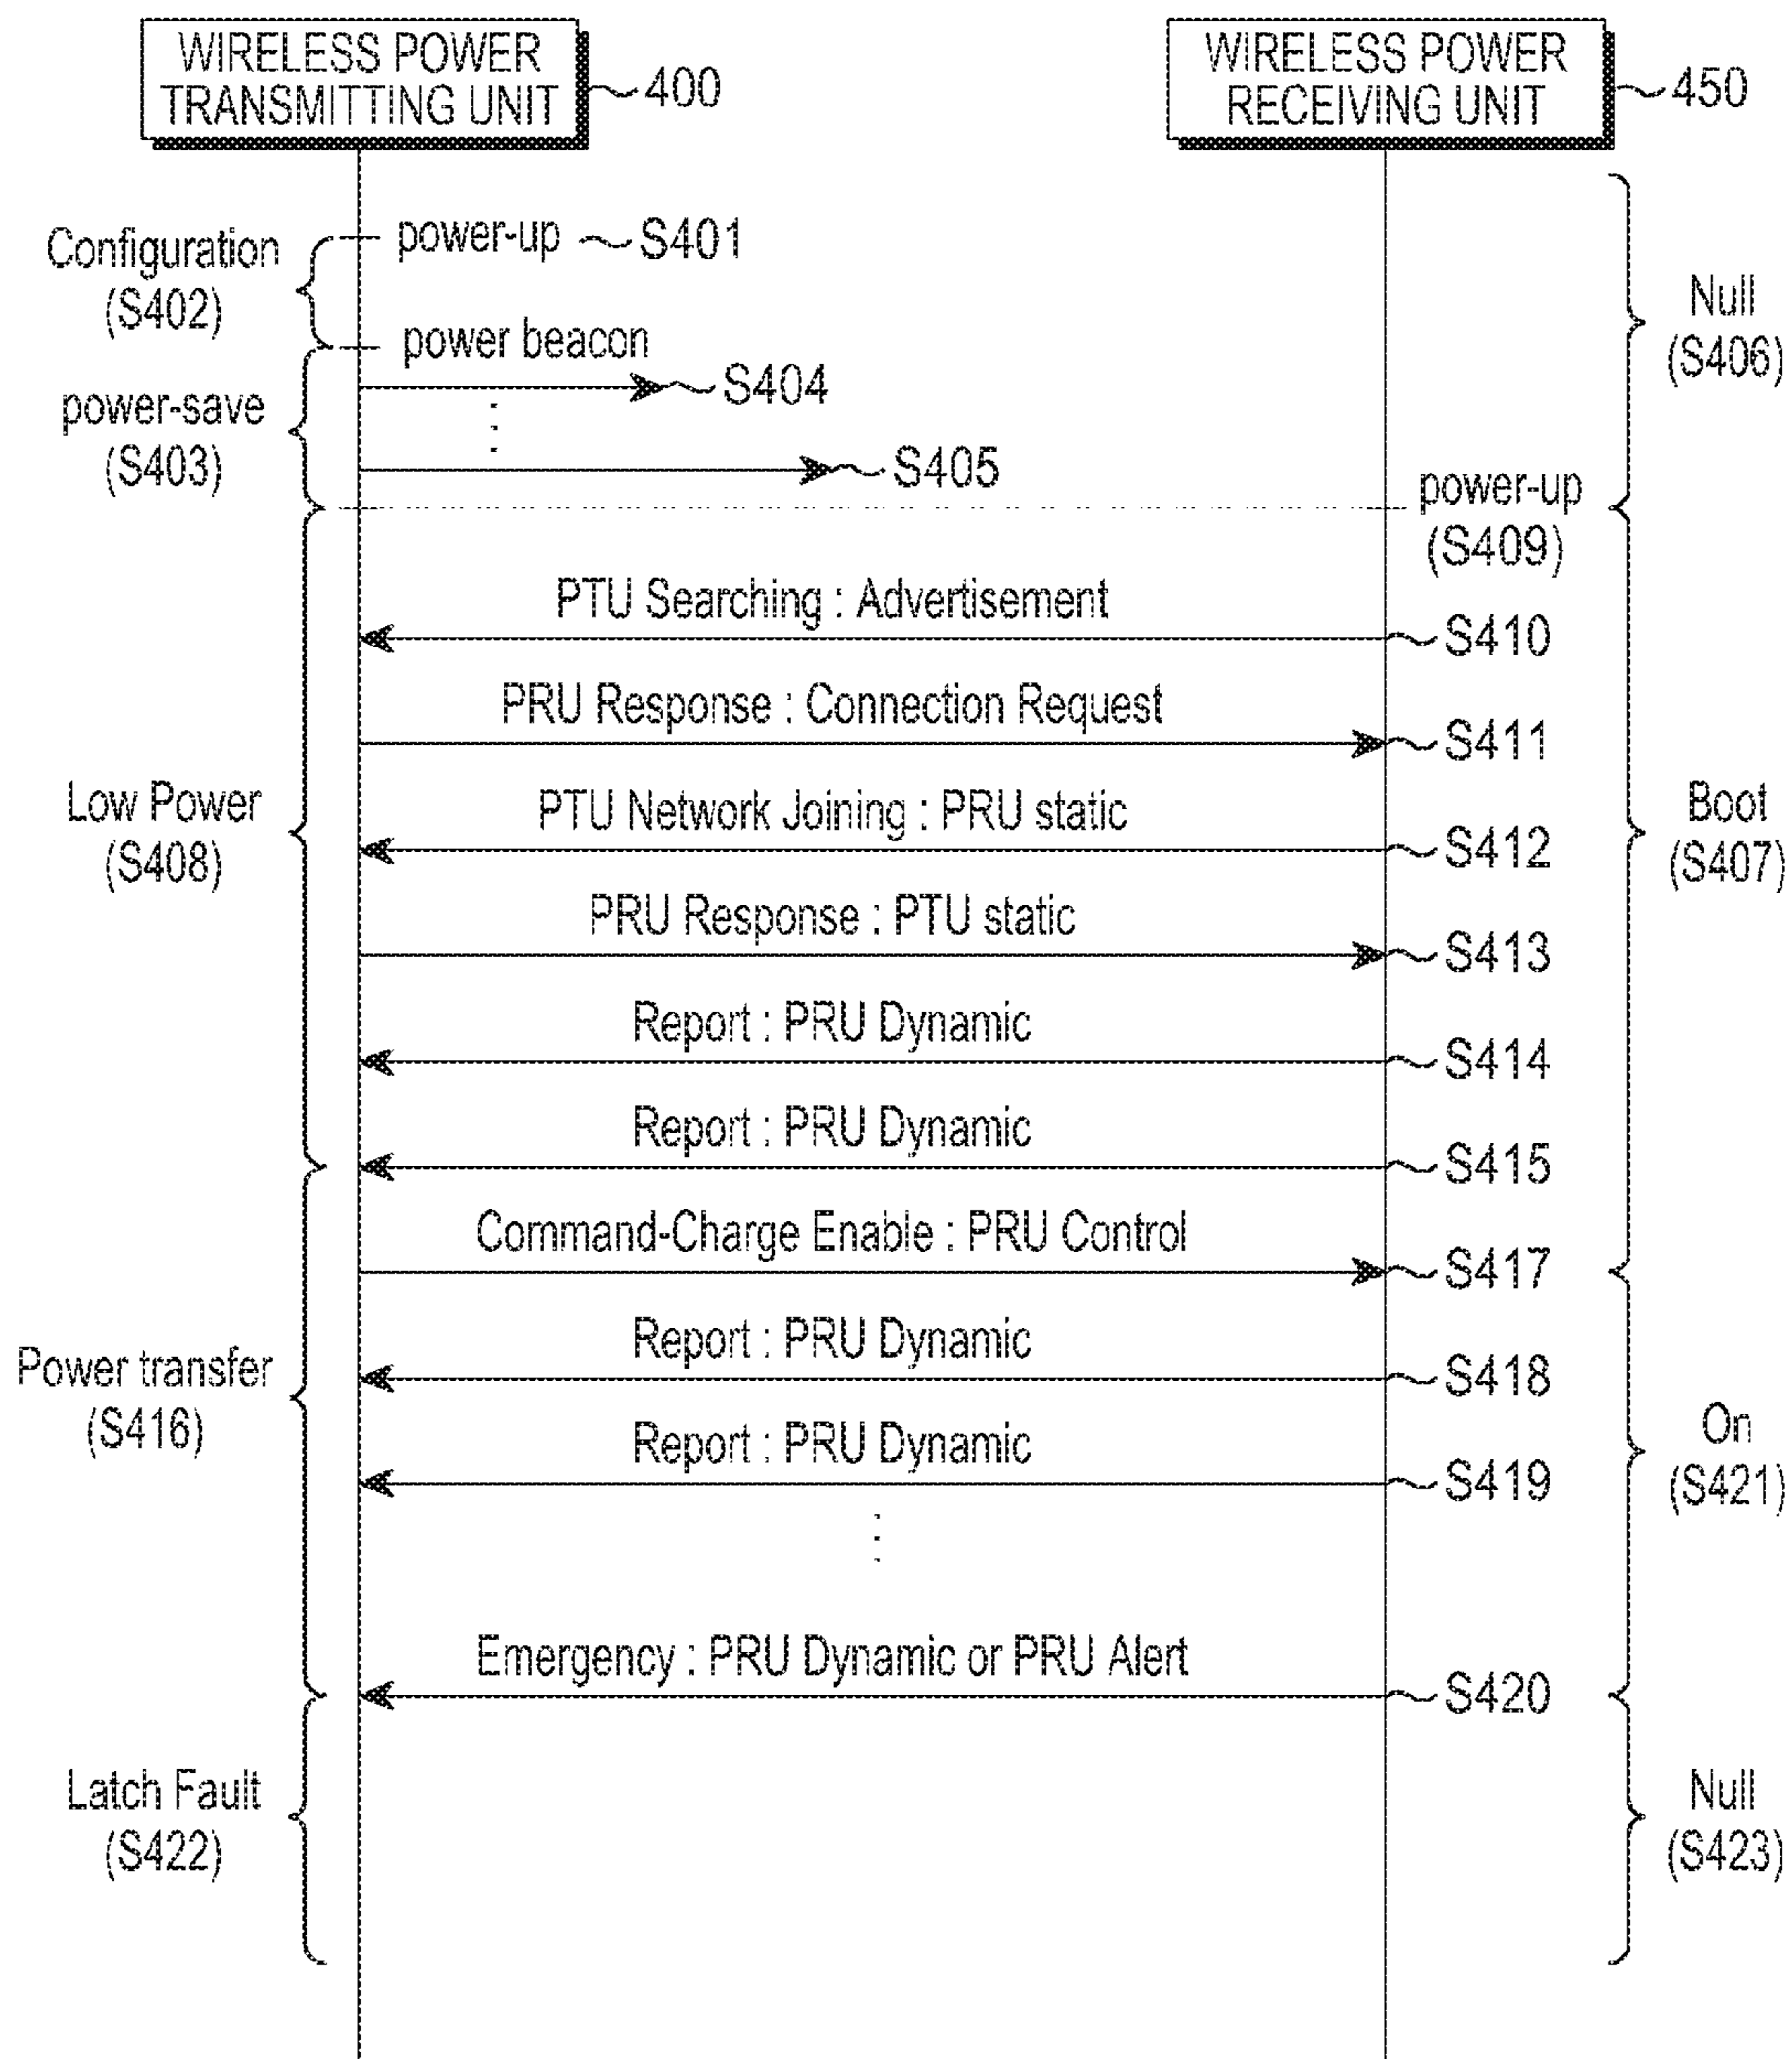 WIRELESS POWER
TRANSMITTING UNIT
400
WIRELESS POWER
RECEIVING UNIT
450
Configuration
(S402)
power-up
S401
Null
(S406)
power beacon
S404
power-save
(S403)
S405
power-up
(S409)
PTU Searching : Advertisement
S410
PRU Response : Connection Request
S411
Low Power
(S408)
PTU Network Joining : PRU static
S412
Boot
(S407)
PRU Response : PTU static
S413
Report : PRU Dynamic
S414
Report : PRU Dynamic
S415
Command-Charge Enable : PRU Control
S417
Power transfer
(S416)
Report : PRU Dynamic
S418
Report : PRU Dynamic
S419
On
(S421)
Emergency : PRU Dynamic or PRU Alert
S420
Latch Fault
(S422)
Null
(S423)